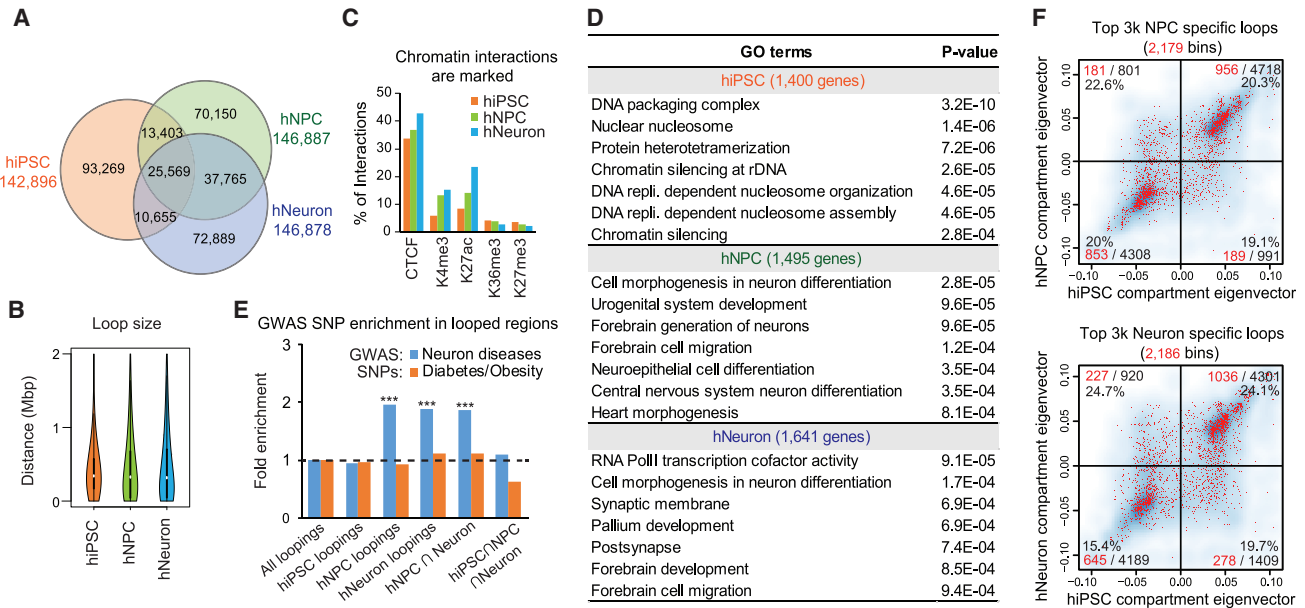 A
70,150
hNPC
146,887
13,403
hiPSC
142,896
93,269
25,569
37,765
10,655
hNeuron
146,878
72,889
B
Loop size
Distance (Mbp)
2
1
0
hiPSC
hNPC
hNeuron
C
Chromatin interactions
are marked
% of Interactions
50
40
30
20
10
0
hiPSC
hNPC
hNeuron
CTCF
K4me3
K27ac
K36me3
K27me3
E
GWAS SNP enrichment in looped regions
Fold enrichment
3
2
1
0
GWAS: Neuron diseases
SNPs: Diabetes/Obesity
*** *** ***
All loopings
hiPSC loopings
hNPC loopings
hNeuron loopings
hNPC ∩ Neuron
hiPSC∩NPC
∩Neuron
D
GO terms P-value
hiPSC (1,400 genes)
DNA packaging complex 3.2E-10
Nuclear nucleosome 1.4E-06
Protein heterotetramerization 7.2E-06
Chromatin silencing at rDNA 2.6E-05
DNA repli. dependent nucleosome organization 4.6E-05
DNA repli. dependent nucleosome assembly 4.6E-05
Chromatin silencing 2.8E-04
hNPC (1,495 genes)
Cell morphogenesis in neuron differentiation 2.8E-05
Urogenital system development 9.6E-05
Forebrain generation of neurons 9.6E-05
Forebrain cell migration 1.2E-04
Neuroepithelial cell differentiation 3.5E-04
Central nervous system neuron differentiation 3.5E-04
Heart morphogenesis 8.1E-04
hNeuron (1,641 genes)
RNA PolII transcription cofactor activity 9.1E-05
Cell morphogenesis in neuron differentiation 1.7E-04
Synaptic membrane 6.9E-04
Pallium development 6.9E-04
Postsynapse 7.4E-04
Forebrain development 8.5E-04
Forebrain cell migration 9.4E-04
F
Top 3k NPC specific loops
(2,179 bins)
hNPC compartment eigenvector
0.10
0.05
0.00
−0.05
−0.10
181 / 801
22.6%
956 / 4718
20.3%
20%
853 / 4308
19.1%
189 / 991
−0.10 −0.05 0.00 0.05 0.10
hiPSC compartment eigenvector
Top 3k Neuron specific loops
(2,186 bins)
hNeuron compartment eigenvector
0.10
0.05
0.00
−0.05
−0.10
227 / 920
24.7%
1036 / 4301
24.1%
15.4%
645 / 4189
19.7%
278 / 1409
−0.10 −0.05 0.00 0.05 0.10
hiPSC compartment eigenvector